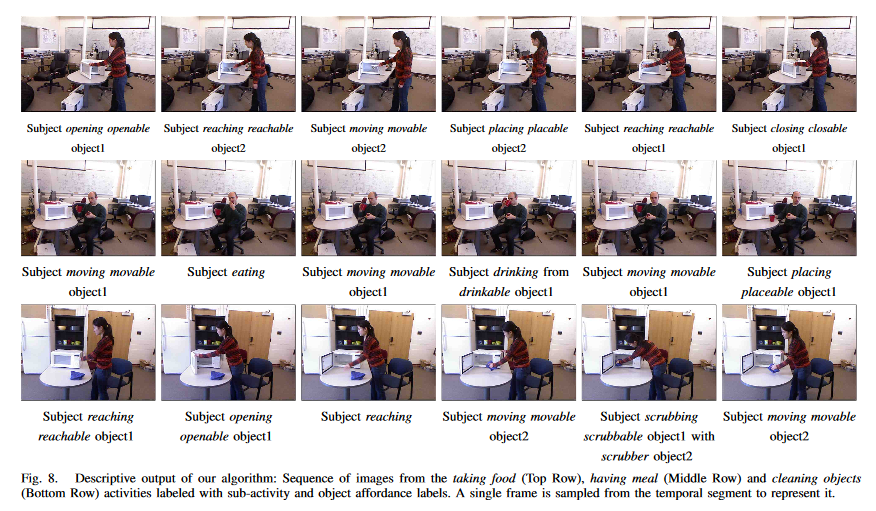 Subject opening openable object1
Subject reaching reachable object2
Subject moving movable object2
Subject placing placable object2
Subject reaching reachable object1
Subject closing closable object1
Subject moving movable object1
Subject eating
Subject moving movable object1
Subject drinking from drinkable object1
Subject moving movable object1
Subject placing placeable object1
Subject reaching reachable object1
Subject opening openable object1
Subject reaching
Subject moving movable object2
Subject scrubbing scrubbable object1 with scrubber object2
Subject moving movable object2
Fig. 8. Descriptive output of our algorithm: Sequence of images from the taking food (Top Row), having meal (Middle Row) and cleaning objects
(Bottom Row) activities labeled with sub-activity and object affordance labels. A single frame is sampled from the temporal segment to represent it.